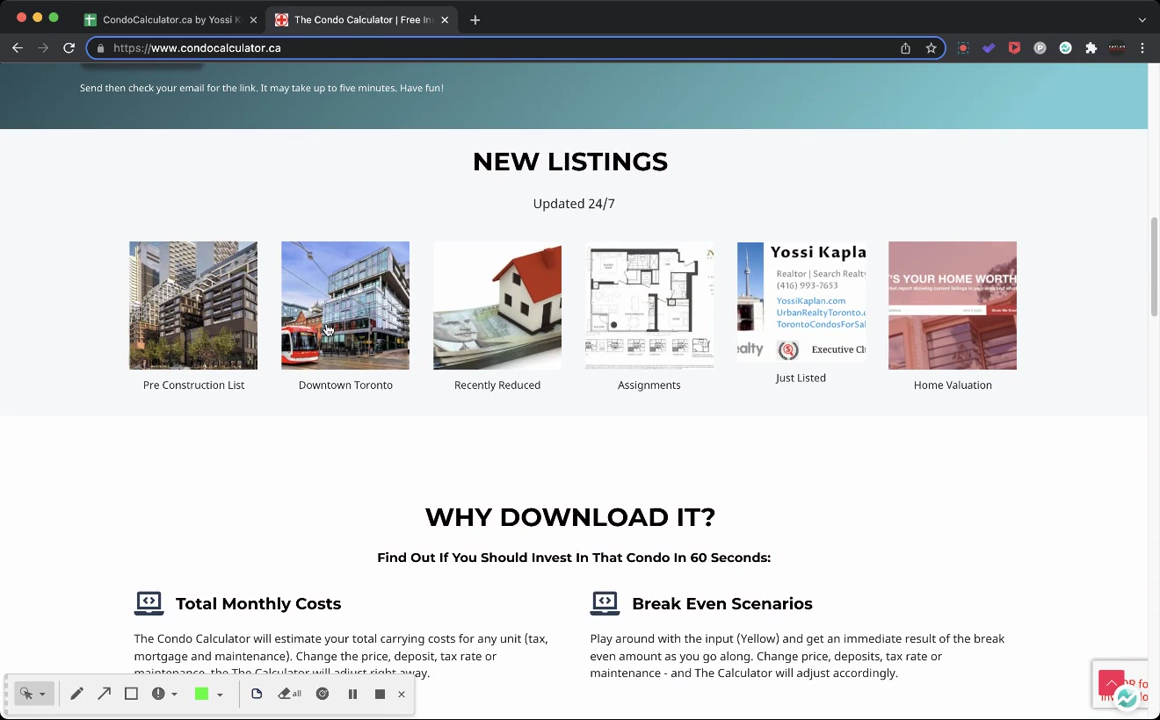 CondoCalculator.ca by Yossi K
The Condo Calculator | Free In
https://www.condocalculator.ca
Send then check your email for the link. It may take up to five minutes. Have fun!
NEW LISTINGS
Updated 24/7
Yossi Kapla
Realtor | Search Realty
(416) 993-7653
YossiKaplan.com
UrbanRealtyToronto.c
TorontoCondosForSal
ealty
Executive Cl
'S YOUR HOME WORTH
Pre Construction List
Downtown Toronto
Recently Reduced
Assignments
Just Listed
Home Valuation
WHY DOWNLOAD IT?
Find Out If You Should Invest In That Condo In 60 Seconds:
Total Monthly Costs
The Condo Calculator will estimate your total carrying costs for any unit (tax,
mortgage and maintenance). Change the price, deposit, tax rate or
maintenance, the The Calculator will adjust right away.
Break Even Scenarios
Play around with the input (Yellow) and get an immediate result of the break
even amount as you go along. Change price, deposits, tax rate or
maintenance - and The Calculator will adjust accordingly.
all